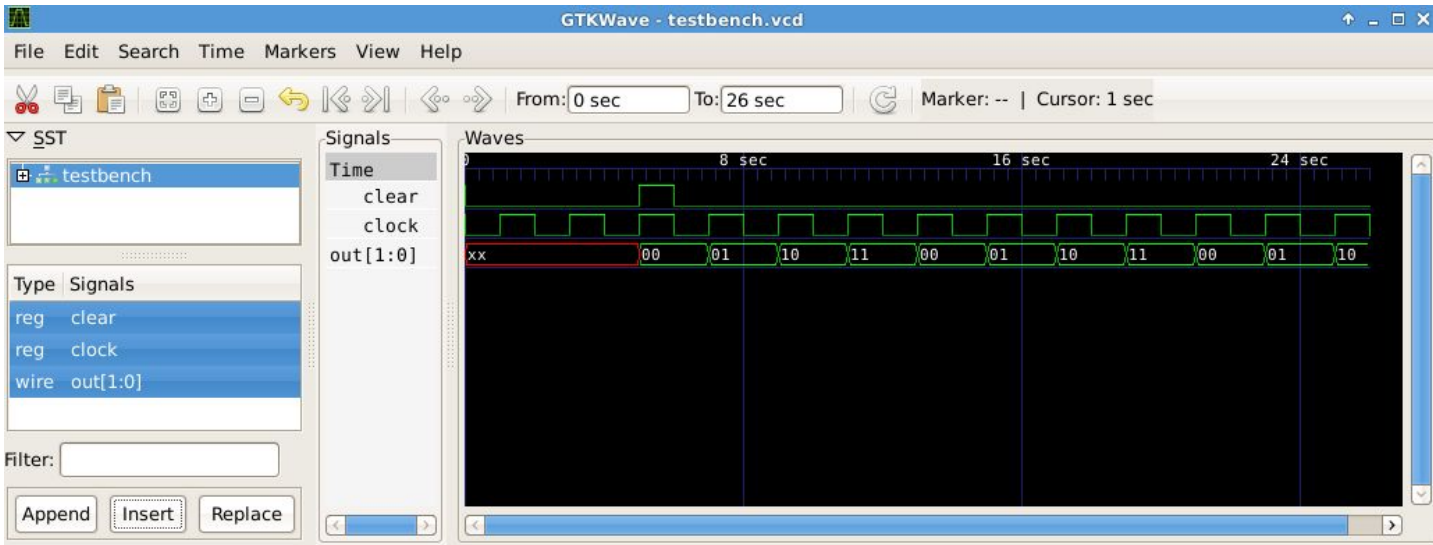 GTKWave - testbench.vcd
File Edit Search Time Markers View Help
From: 0 sec To: 26 sec Marker: -- | Cursor: 1 sec
SST
testbench
Type Signals
reg clear
reg clock
wire out[1:0]
Filter:
Append Insert Replace
Signals
Time
clear
clock
out[1:0]
Waves
0 8 sec 16 sec 24 sec
xx 00 01 10 11 00 01 10 11 00 01 10